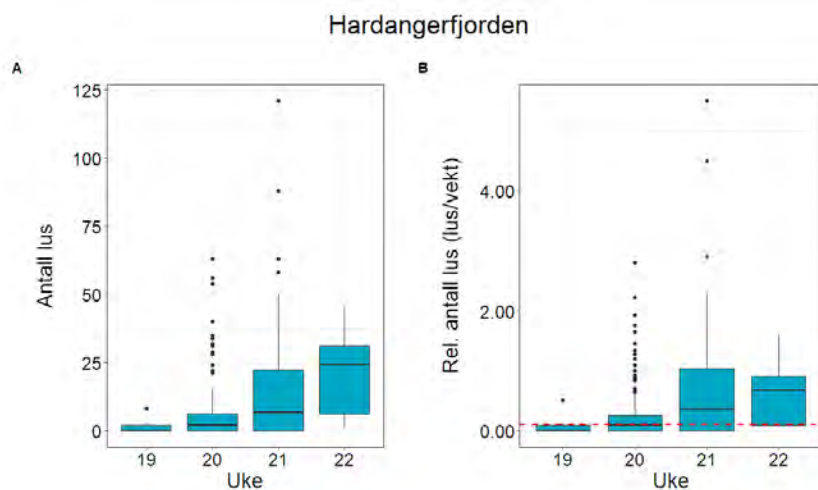 Hardangerfjorden
A
B
Antall lus
125
100
75
50
25
0
19 20 21 22
Uke
Rel. antall lus (lus/vekt)
4.00
2.00
0.00
19 20 21 22
Uke